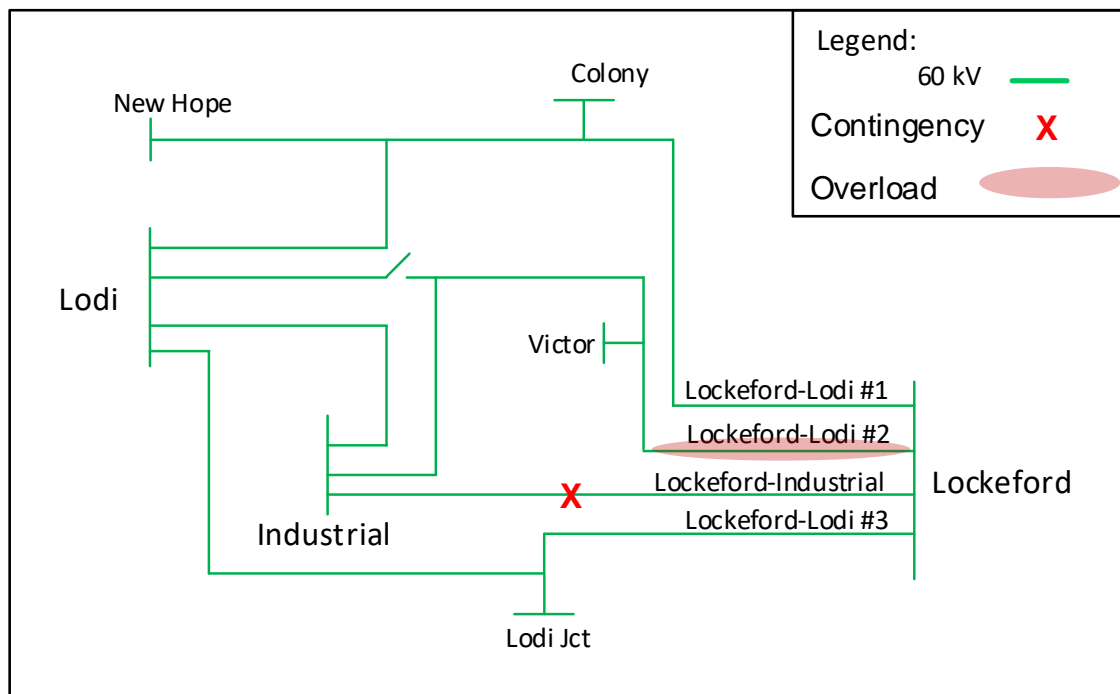 Legend:
60 kV
Contingency X
Overload
Colony
New Hope
Lodi
Victor
Lockeford-Lodi #1
Lockeford-Lodi #2
Lockeford-Industrial
Lockeford
Lockeford-Lodi #3
X
Industrial
Lodi Jct